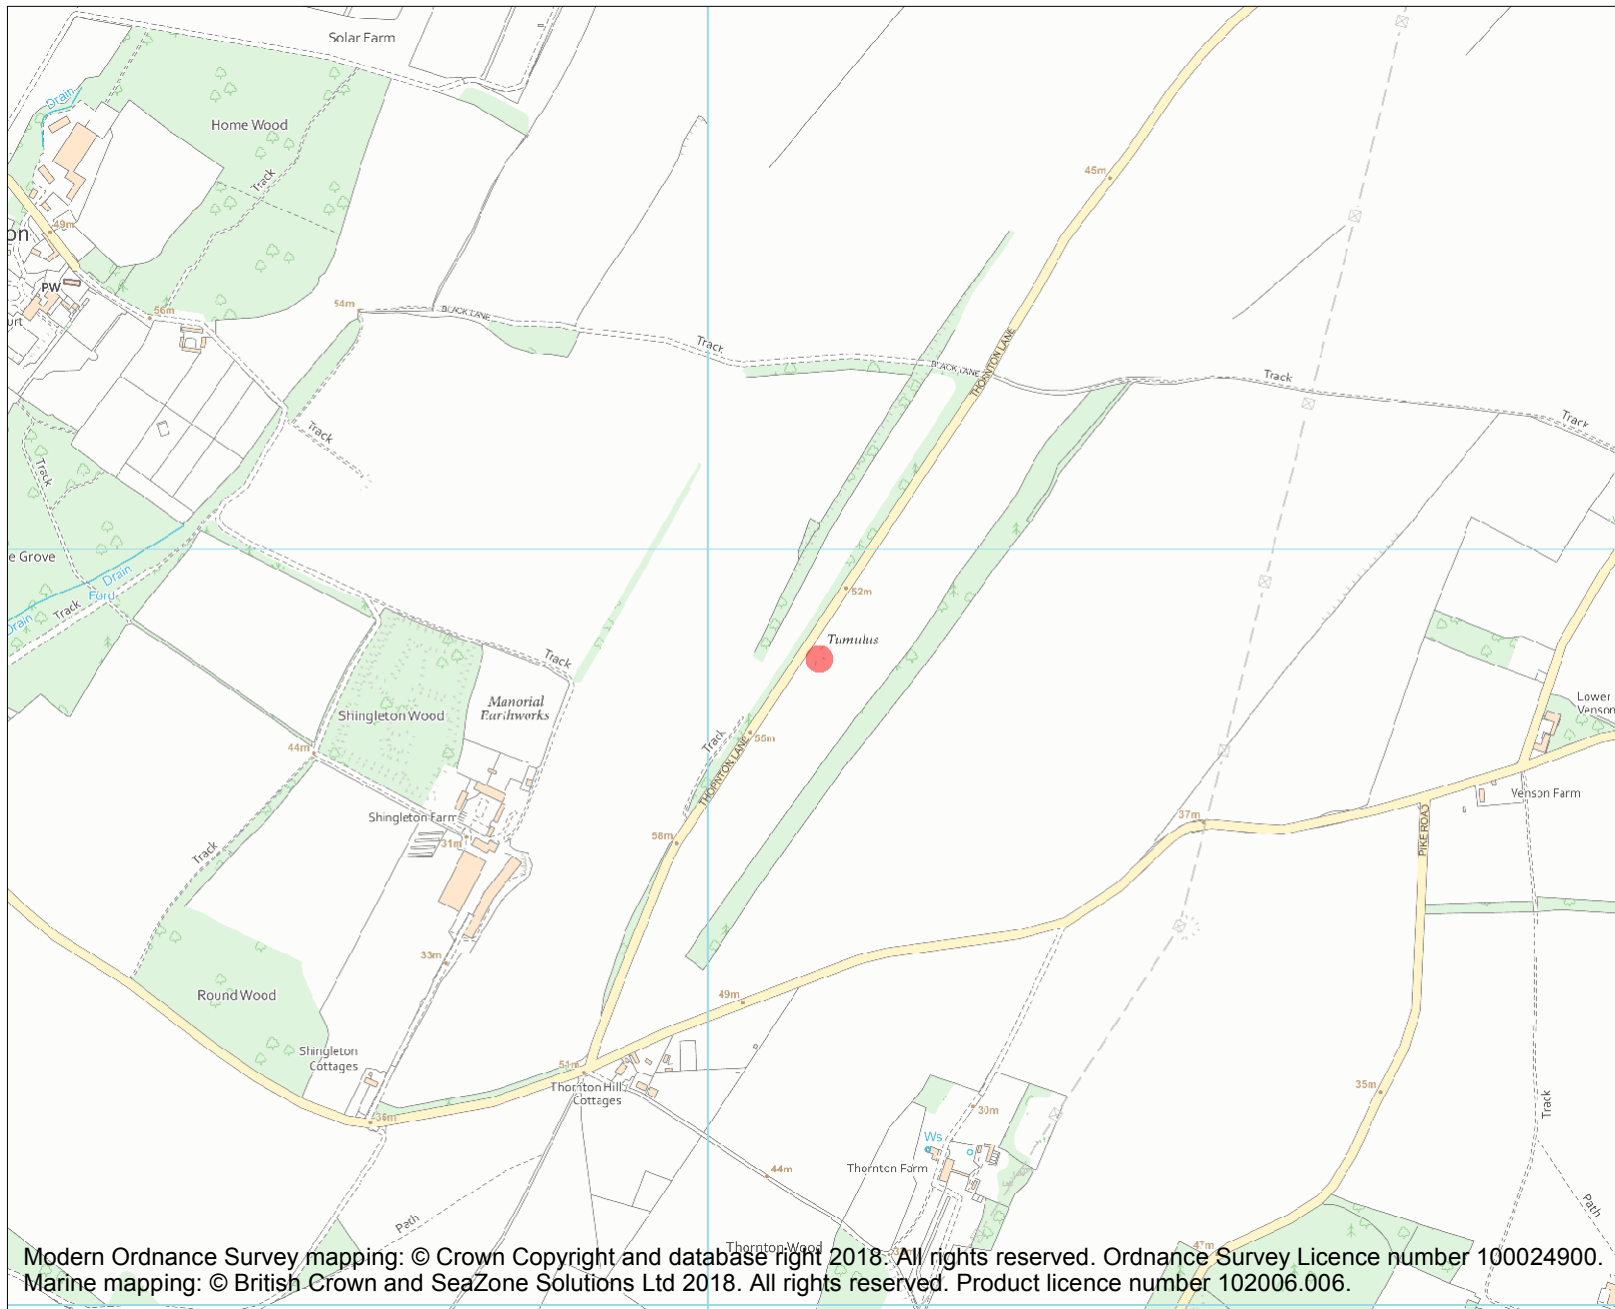 Solar Farm
Drain
Home Wood
Track
45m
49m
on
PW
54m
56m
BLACK LANE
urt
Track
BLACK LANE
THORNTON LANE
Track
Track
Track
Track
e Grove
Drain
Ford
Drain
Track
52m
Tumulus
Track
Manorial
Earthworks
Shingleton Wood
Lower
Venson
44m
Track
55m
THORNTON LANE
Venson Farm
37m
PIKE ROAD
Shingleton Farm
58m
31m
Track
33m
Round Wood
49m
Shingleton
Cottages
51m
Thornton Hill
Cottages
35m
Track
30m
Ws
Thornton Farm
44m
Path
Path
Thornton Wood
47m
Modern Ordnance Survey mapping: © Crown Copyright and database right 2018. All rights reserved. Ordnance Survey Licence number 100024900.
Marine mapping: © British Crown and SeaZone Solutions Ltd 2018. All rights reserved. Product licence number 102006.006.